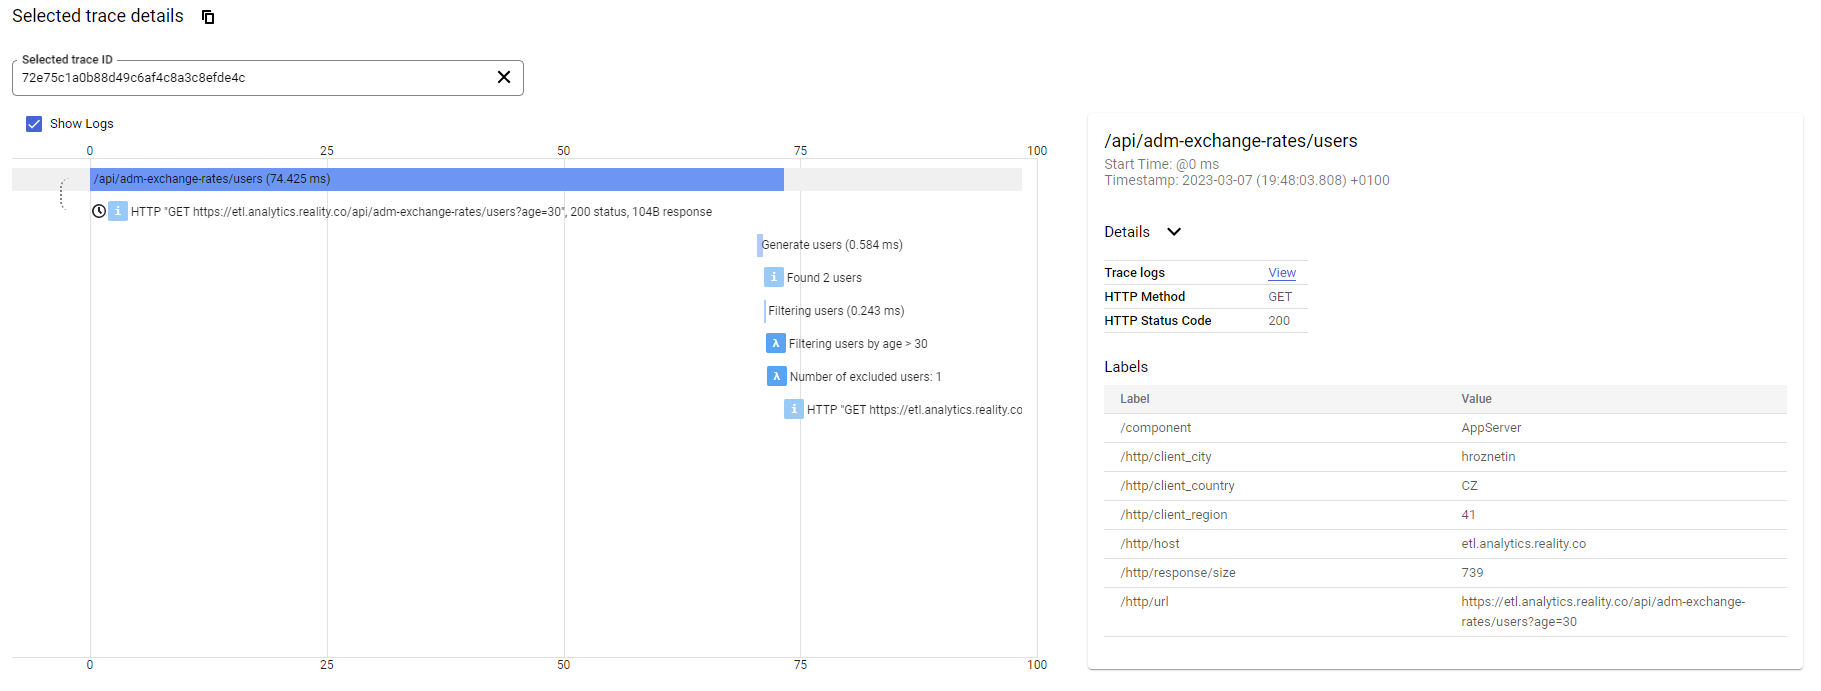 Selected trace details
Selected trace ID
72e75c1a0b88d49c6af4c8a3c8efde4c
Show Logs
0 25 50 75 100
/api/adm-exchange-rates/users (74.425 ms)
i HTTP "GET https://etl.analytics.reality.co/api/adm-exchange-rates/users?age=30", 200 status, 104B response
Generate users (0.584 ms)
i Found 2 users
Filtering users (0.243 ms)
λ Filtering users by age > 30
λ Number of excluded users: 1
i HTTP "GET https://etl.analytics.reality.co
0 25 50 75 100
/api/adm-exchange-rates/users
Start Time: @0 ms
Timestamp: 2023-03-07 (19:48:03.808) +0100
Details
Trace logs View
HTTP Method GET
HTTP Status Code 200
Labels
Label Value
/component AppServer
/http/client_city hroznetin
/http/client_country CZ
/http/client_region 41
/http/host etl.analytics.reality.co
/http/response/size 739
/http/url https://etl.analytics.reality.co/api/adm-exchange-
rates/users?age=30